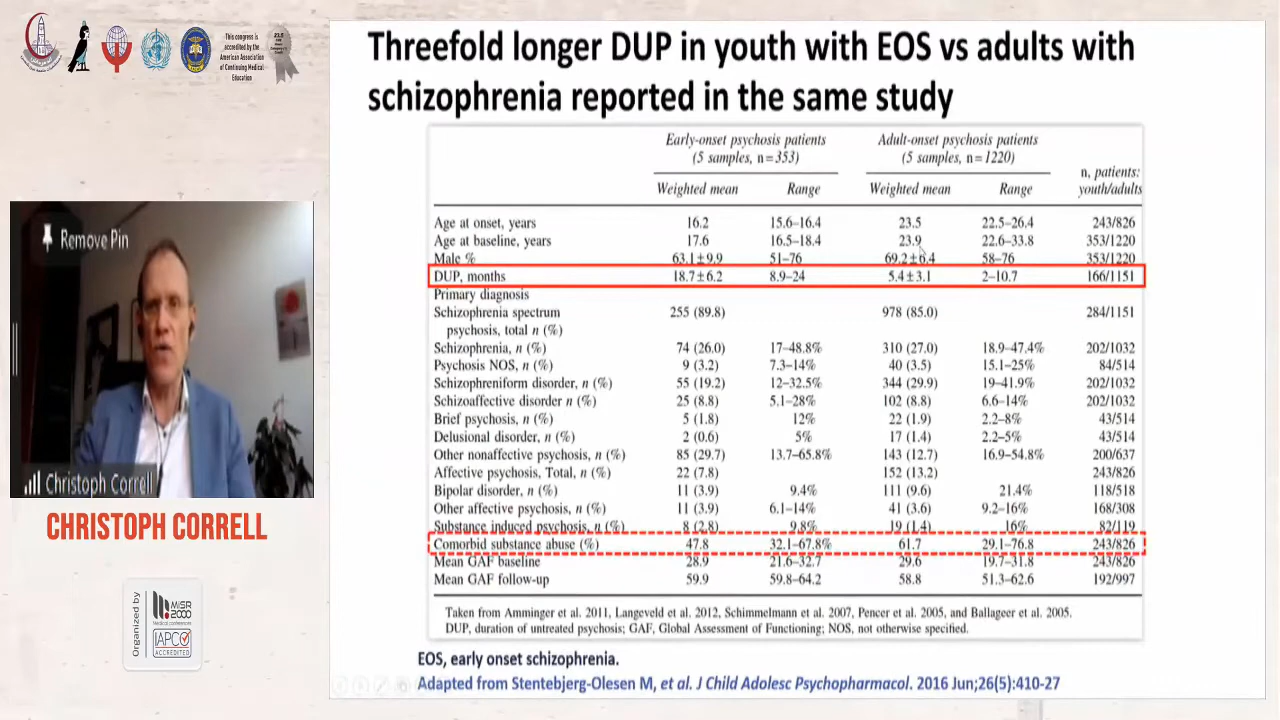 This congress is
accredited by the
American Association
of Continuing Medical
Education
Threefold longer DUP in youth with EOS vs adults with
schizophrenia reported in the same study
Early-onset psychosis patients
(5 samples, n=353)
Adult-onset psychosis patients
(5 samples, n=1220)
n, patients:
youth/adults
Weighted mean Range Weighted mean Range
Age at onset, years 16.2 15.6–16.4 23.5 22.5–26.4 243/826
Age at baseline, years 17.6 16.5–18.4 23.9 22.6–33.8 353/1220
Male % 63.1±9.9 51–76 69.2±6.4 58–76 353/1220
DUP, months 18.7±6.2 8.9–24 5.4±3.1 2–10.7 166/1151
Primary diagnosis
Schizophrenia spectrum 255 (89.8) 978 (85.0) 284/1151
psychosis, total n (%)
Schizophrenia, n (%) 74 (26.0) 17–48.8% 310 (27.0) 18.9–47.4% 202/1032
Psychosis NOS, n (%) 9 (3.2) 7.3–14% 40 (3.5) 15.1–25% 84/514
Schizophreniform disorder, n (%) 55 (19.2) 12–32.5% 344 (29.9) 19–41.9% 202/1032
Schizoaffective disorder n (%) 25 (8.8) 5.1–28% 102 (8.8) 6.6–14% 202/1032
Brief psychosis, n (%) 5 (1.8) 12% 22 (1.9) 2.2–8% 43/514
Delusional disorder, n (%) 2 (0.6) 5% 17 (1.4) 2.2–5% 43/514
Other nonaffective psychosis, n (%) 85 (29.7) 13.7–65.8% 143 (12.7) 16.9–54.8% 200/637
Affective psychosis, Total, n (%) 22 (7.8) 152 (13.2) 243/826
Bipolar disorder, n (%) 11 (3.9) 9.4% 111 (9.6) 21.4% 118/518
Other affective psychosis, n (%) 11 (3.9) 6.1–14% 41 (3.6) 9.2–16% 168/308
Substance induced psychosis, n (%) 8 (2.8) 9.8% 19 (1.4) 16% 82/119
Comorbid substance abuse (%) 47.8 32.1–67.8% 61.7 29.1–76.8 243/826
Mean GAF baseline 28.9 21.6–32.7 29.6 19.7–31.8 243/826
Mean GAF follow-up 59.9 59.8–64.2 58.8 51.3–62.6 192/997
Taken from Amminger et al. 2011, Langeveld et al. 2012, Schimmelmann et al. 2007, Pencer et al. 2005, and Ballageer et al. 2005.
DUP, duration of untreated psychosis; GAF, Global Assessment of Functioning; NOS, not otherwise specified.
EOS, early onset schizophrenia.
Adapted from Stentebjerg-Olesen M, et al. J Child Adolesc Psychopharmacol. 2016 Jun;26(5):410-27
Remove Pin
Christoph Correll
CHRISTOPH CORRELL
Organized by
MISR
2000
Medical conferences
IAPCO
ACCREDITED